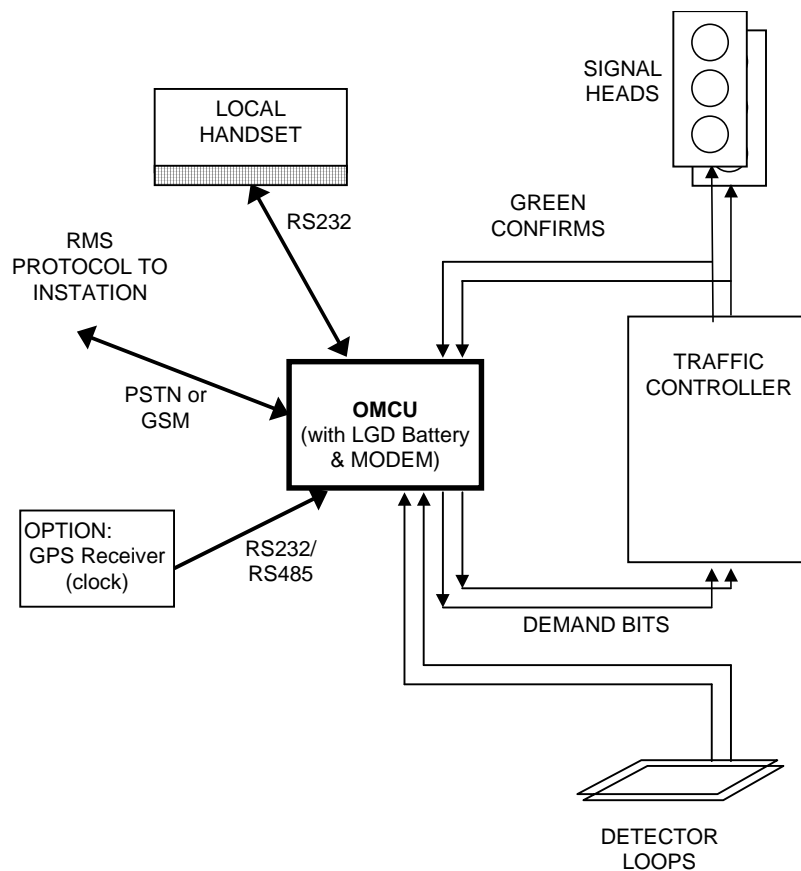 SIGNAL
HEADS
LOCAL
HANDSET
RS232
GREEN
CONFIRMS
RMS
PROTOCOL TO
INSTATION
TRAFFIC
CONTROLLER
PSTN or
GSM
OMCU
(with LGD Battery
& MODEM)
OPTION:
GPS Receiver
(clock)
RS232/
RS485
DEMAND BITS
DETECTOR
LOOPS